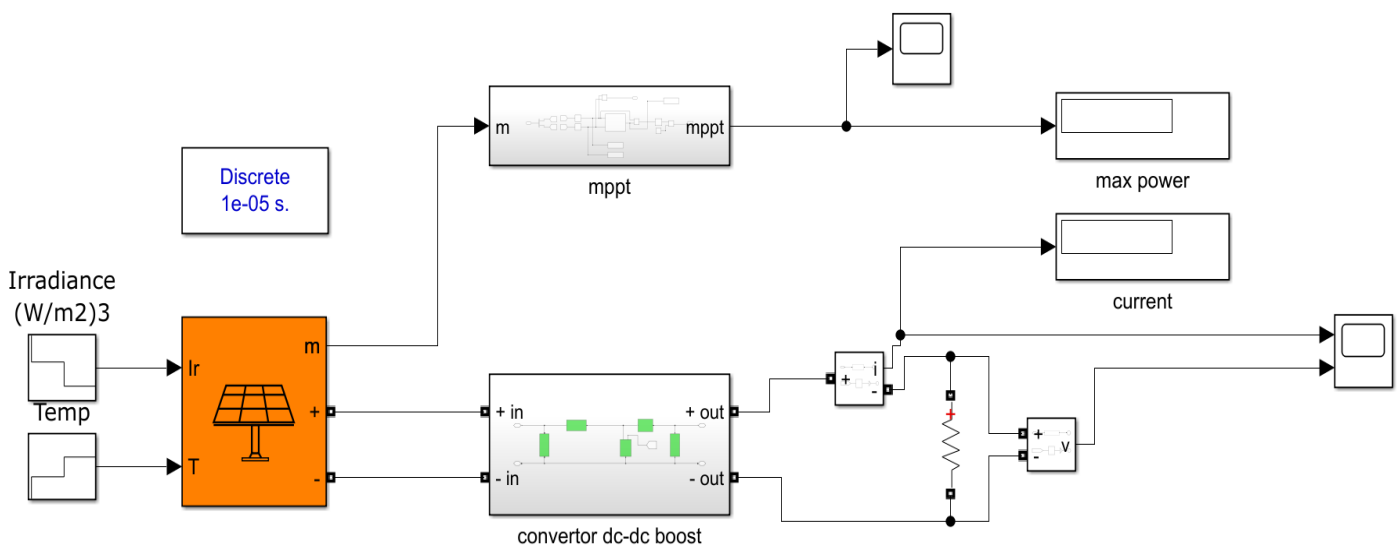 m
mppt
mppt
max power
Discrete
1e-05 s.
current
Irradiance
(W/m2)3
Temp
Ir
T
m
+
-
+ in
- in
+ out
- out
convertor dc-dc boost
+
i
-
+
+
-
v